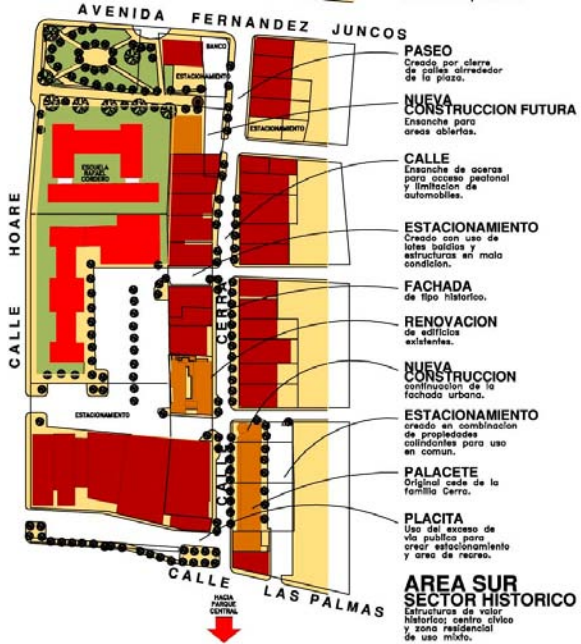 AVENIDA FERNANDEZ JUNCOS
BANCO
ESTACIONAMIENTO
ESTACIONAMIENTO
ESCUELA
RAFAEL
CORDERO
CALLE HOARE
CALLE CERRA
ESTACIONAMIENTO
CALLE LAS PALMAS
HACIA
PARQUE
CENTRAL
PASEO
Creado por cierre
de calles alrrededor
de la plaza.
NUEVA
CONSTRUCCION FUTURA
Ensanche para
areas abiertas.
CALLE
Ensanche de aceras
para acceso peatonal
y limitacion de
automobiles.
ESTACIONAMIENTO
Creado con uso de
lotes baldios y
estructuras en mala
condicion.
FACHADA
de tipo historico.
RENOVACION
de edificios
existentes.
NUEVA
CONSTRUCCION
continuacion de la
fachada urbana.
ESTACIONAMIENTO
creado en combinacion
de propiedades
colindantes para uso
en comun.
PALACETE
Original cede de la
familia Cerra.
PLACITA
Uso del exceso de
via publica para
crear estacionamiento
y area de recreo.
AREA SUR
SECTOR HISTORICO
Estructuras de valor
historico; centro civico
y zona residencial
de uso mixto.